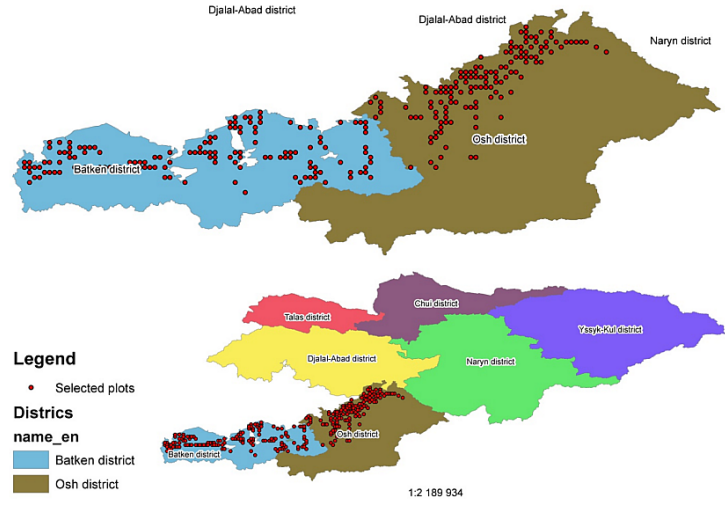 Djalal-Abad district
Djalal-Abad district
Naryn district
Osh district
Batken district
Chui district
Talas district
Yssyk-Kul district
Djalal-Abad district
Naryn district
Legend
Selected plots
Districs
name_en
Batken district
Osh district
Osh district
Batken district
1:2 189 934